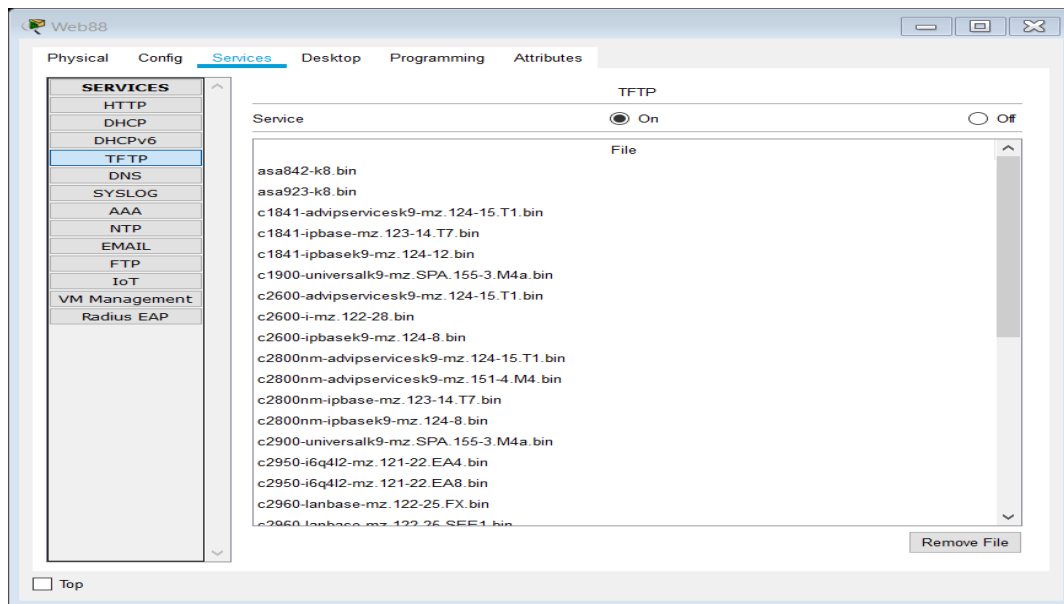 Web88
Physical Config Services Desktop Programming Attributes
SERVICES
HTTP
DHCP
DHCPv6
TFTP
DNS
SYSLOG
AAA
NTP
EMAIL
FTP
IoT
VM Management
Radius EAP
TFTP
Service On Off
File
asa842-k8.bin
asa923-k8.bin
c1841-advipservicesk9-mz.124-15.T1.bin
c1841-ipbase-mz.123-14.T7.bin
c1841-ipbasek9-mz.124-12.bin
c1900-universalk9-mz.SPA.155-3.M4a.bin
c2600-advipservicesk9-mz.124-15.T1.bin
c2600-i-mz.122-28.bin
c2600-ipbasek9-mz.124-8.bin
c2800nm-advipservicesk9-mz.124-15.T1.bin
c2800nm-advipservicesk9-mz.151-4.M4.bin
c2800nm-ipbase-mz.123-14.T7.bin
c2800nm-ipbasek9-mz.124-8.bin
c2900-universalk9-mz.SPA.155-3.M4a.bin
c2950-i6q4l2-mz.121-22.EA4.bin
c2950-i6q4l2-mz.121-22.EA8.bin
c2960-lanbase-mz.122-25.FX.bin
c2960-lanbase-mz.122-25.SEE1.bin
Remove File
Top